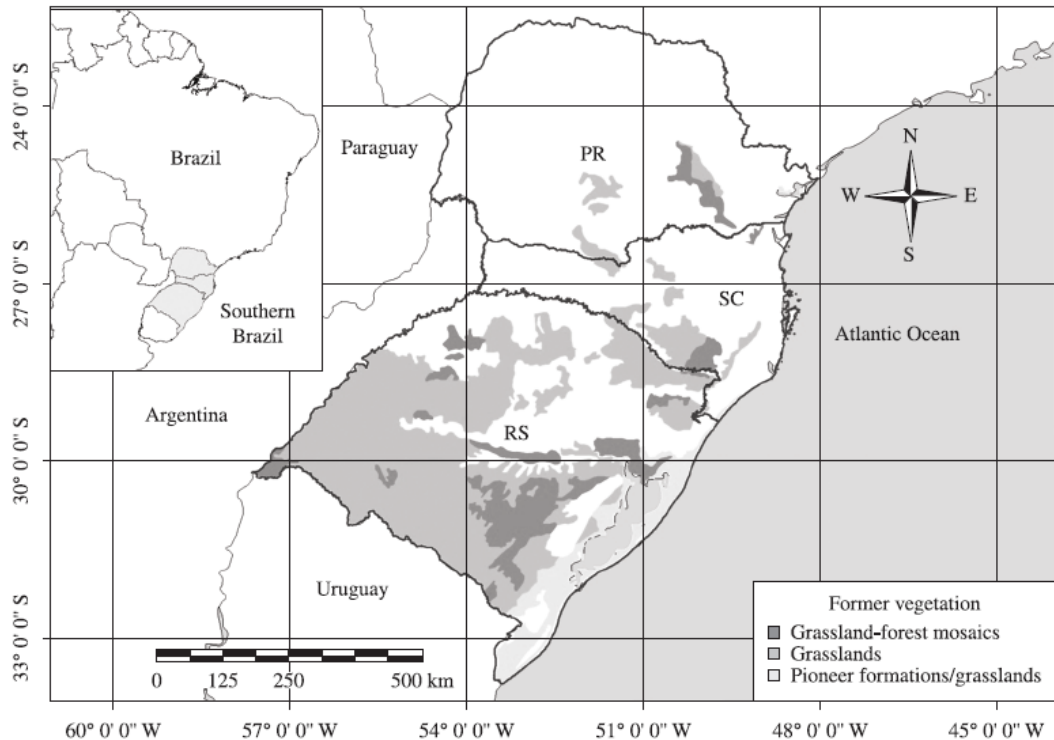 Brazil
Southern
Brazil
Paraguay
Argentina
Uruguay
PR
SC
RS
N
W
E
S
Atlantic Ocean
24° 0' 0" S
27° 0' 0" S
30° 0' 0" S
33° 0' 0" S
0 125 250 500 km
Former vegetation
Grassland-forest mosaics
Grasslands
Pioneer formations/grasslands
60° 0' 0" W 57° 0' 0" W 54° 0' 0" W 51° 0' 0" W 48° 0' 0" W 45° 0' 0" W